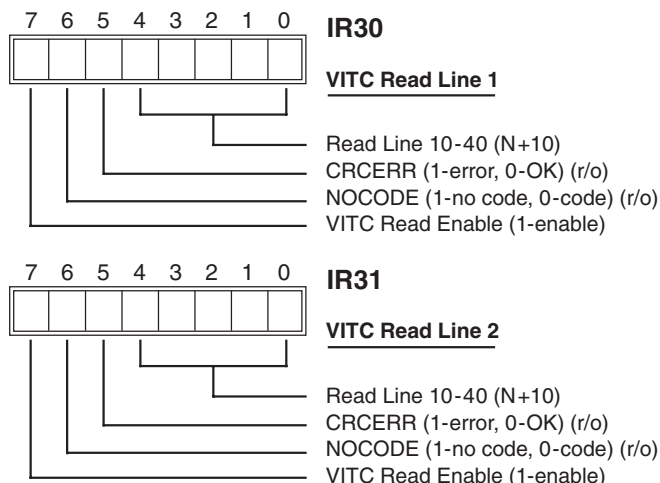 7 6 5 4 3 2 1 0
IR30
VITC Read Line 1
Read Line 10-40 (N+10)
CRCERR (1-error, 0-OK) (r/o)
NOCODE (1-no code, 0-code) (r/o)
VITC Read Enable (1-enable)
7 6 5 4 3 2 1 0
IR31
VITC Read Line 2
Read Line 10-40 (N+10)
CRCERR (1-error, 0-OK) (r/o)
NOCODE (1-no code, 0-code) (r/o)
VITC Read Enable (1-enable)